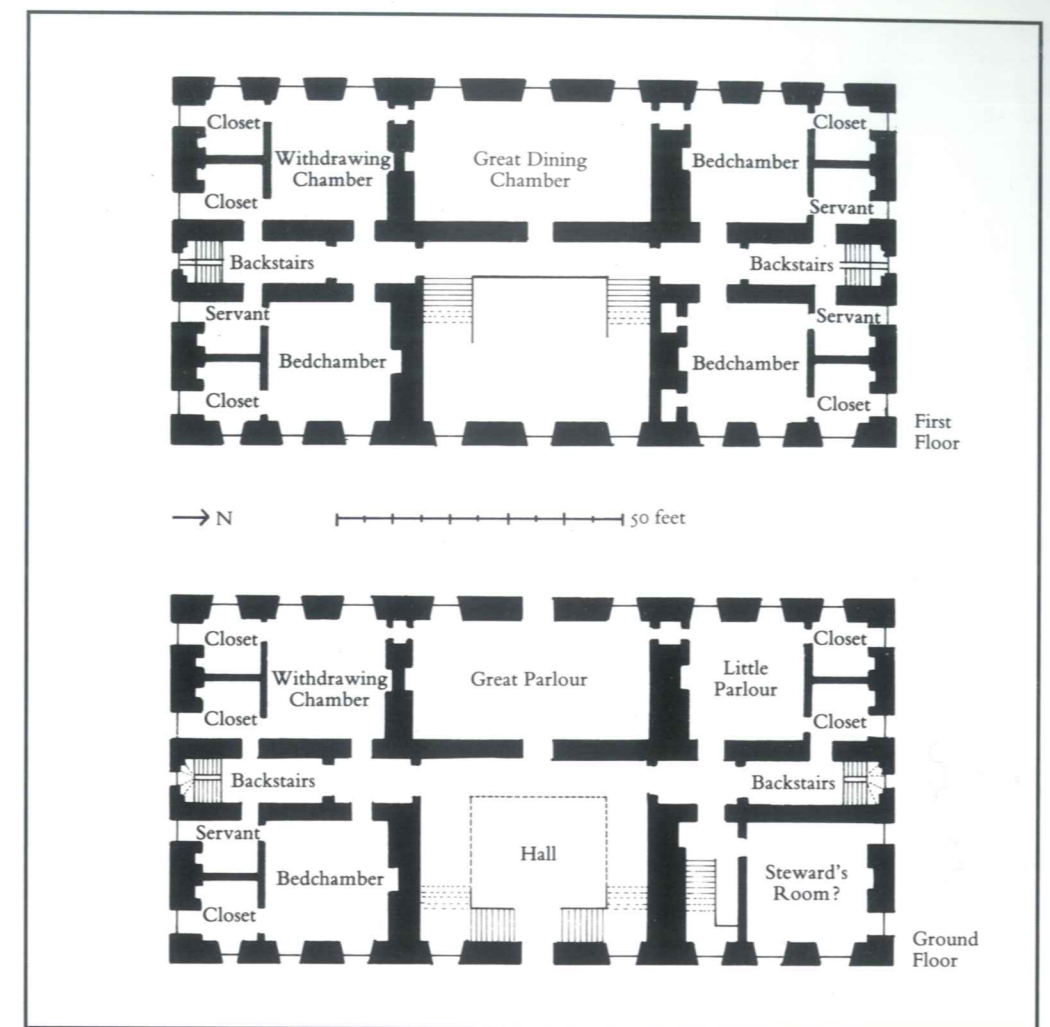 Closet
Withdrawing
Chamber
Closet
Great Dining
Chamber
Bedchamber
Closet
Servant
Backstairs
Backstairs
Servant
Bedchamber
Closet
Bedchamber
Servant
Closet
First
Floor
N
50 feet
Closet
Withdrawing
Chamber
Closet
Great Parlour
Little
Parlour
Closet
Closet
Backstairs
Backstairs
Servant
Bedchamber
Closet
Hall
Steward's
Room?
Ground
Floor